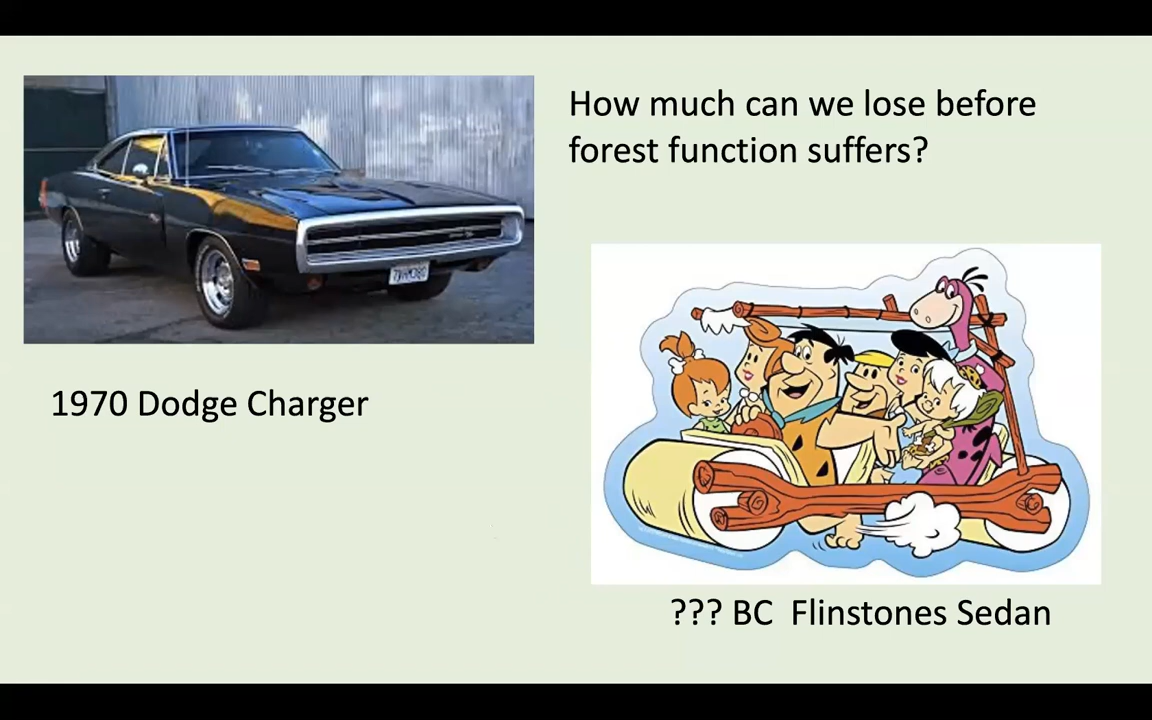 How much can we lose before
forest function suffers?
1970 Dodge Charger
??? BC  Flinstones Sedan